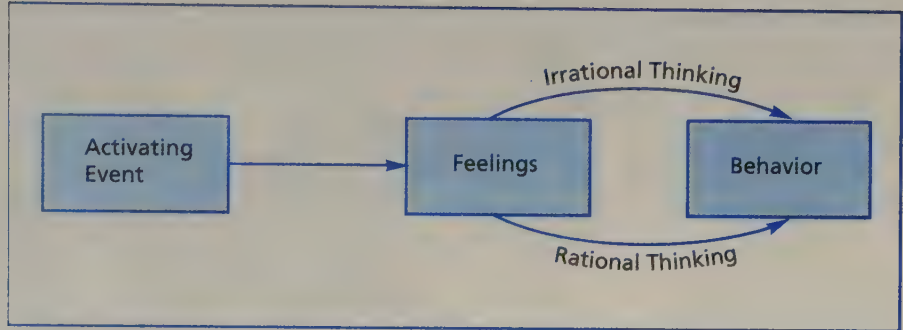 Irrational Thinking
Activating
Event
Feelings
Behavior
Rational Thinking